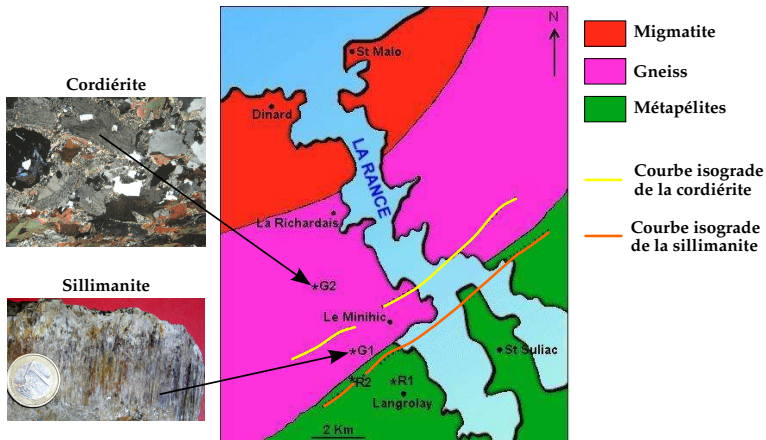 Cordiérite
Sillimanite
N
St Malo
Dinard
LA RANCE
La Richardais
*G2
Le Minihic
*G1
*R2
*R1
Langrolay
St Suliac
2 Km
Migmatite
Gneiss
Métapélites
Courbe isograde
de la cordiérite
Courbe isograde
de la sillimanite